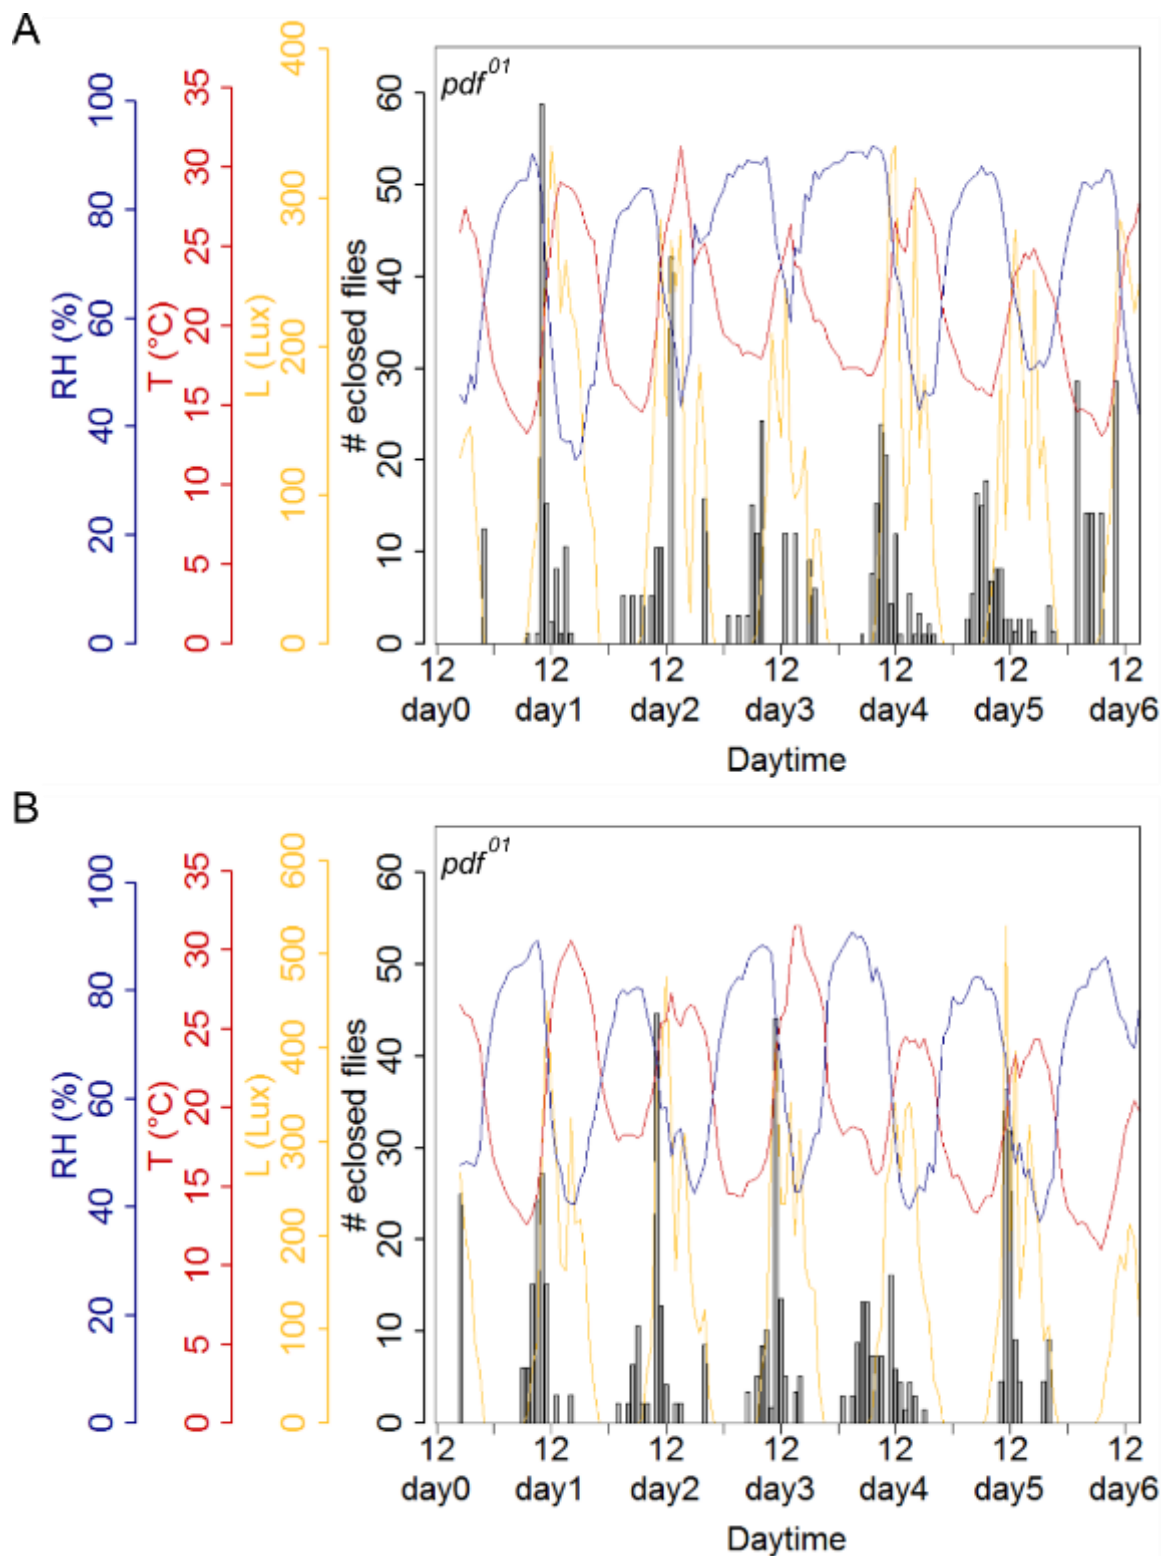 A
pdf01
RH (%)
0 20 40 60 80 100
T (°C)
0 5 10 15 20 25 30 35
L (Lux)
0 100 200 300 400
# eclosed flies
0 10 20 30 40 50 60
12 12 12 12 12 12 12
day0 day1 day2 day3 day4 day5 day6
Daytime
B
pdf01
RH (%)
0 20 40 60 80 100
T (°C)
0 5 10 15 20 25 30 35
L (Lux)
0 100 200 300 400 500 600
# eclosed flies
0 10 20 30 40 50 60
12 12 12 12 12 12 12
day0 day1 day2 day3 day4 day5 day6
Daytime